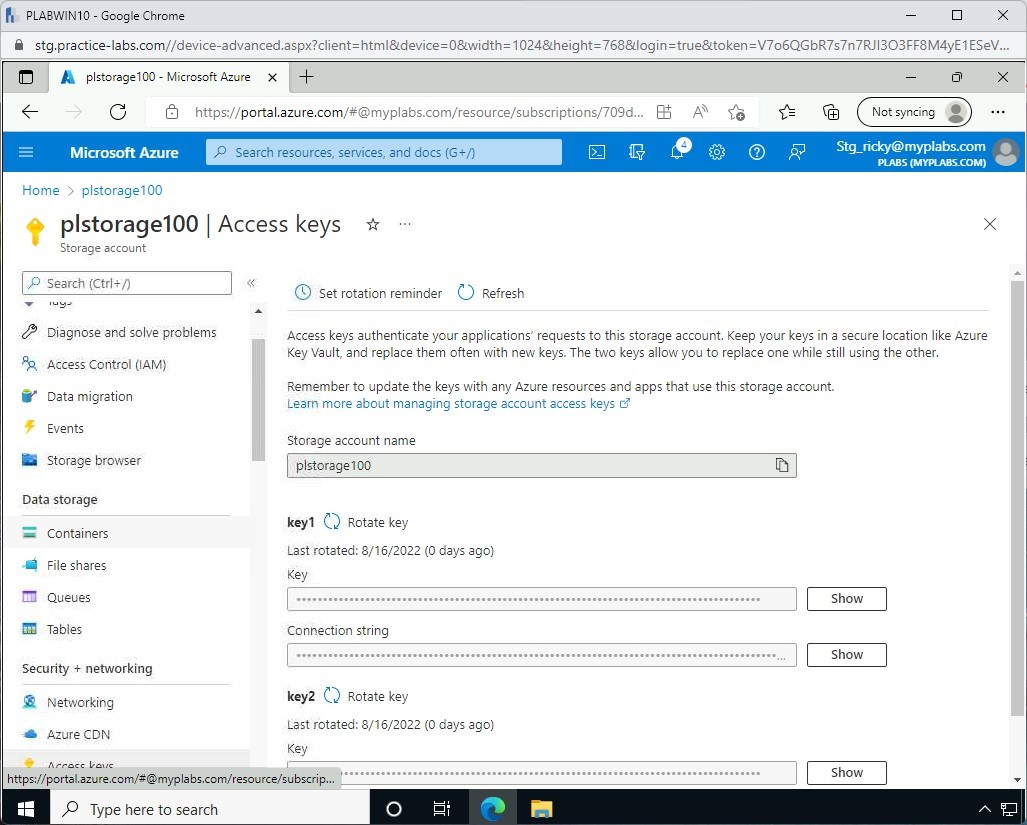 PLABWIN10 - Google Chrome
stg.practice-labs.com//device-advanced.aspx?client=html&device=0&width=1024&height=768&login=true&token=V7o6QGbR7s7n7RJI3O3FF8M4yE1ESeV...
plstorage100 - Microsoft Azure
https://portal.azure.com/#@myplabs.com/resource/subscriptions/709d...
Not syncing
Microsoft Azure
Search resources, services, and docs (G+/)
4
Stg_ricky@myplabs.com
PLABS (MYPLABS.COM)
Home > plstorage100
plstorage100 | Access keys
Storage account
Search (Ctrl+/)
Tags
Diagnose and solve problems
Access Control (IAM)
Data migration
Events
Storage browser
Data storage
Containers
File shares
Queues
Tables
Security + networking
Networking
Azure CDN
Access keys
https://portal.azure.com/#@myplabs.com/resource/subscrip...
Set rotation reminder
Refresh
Access keys authenticate your applications' requests to this storage account. Keep your keys in a secure location like Azure
Key Vault, and replace them often with new keys. The two keys allow you to replace one while still using the other.
Remember to update the keys with any Azure resources and apps that use this storage account.
Learn more about managing storage account access keys
Storage account name
plstorage100
key1 Rotate key
Last rotated: 8/16/2022 (0 days ago)
Key
Show
Connection string
Show
key2 Rotate key
Last rotated: 8/16/2022 (0 days ago)
Key
Show
Type here to search